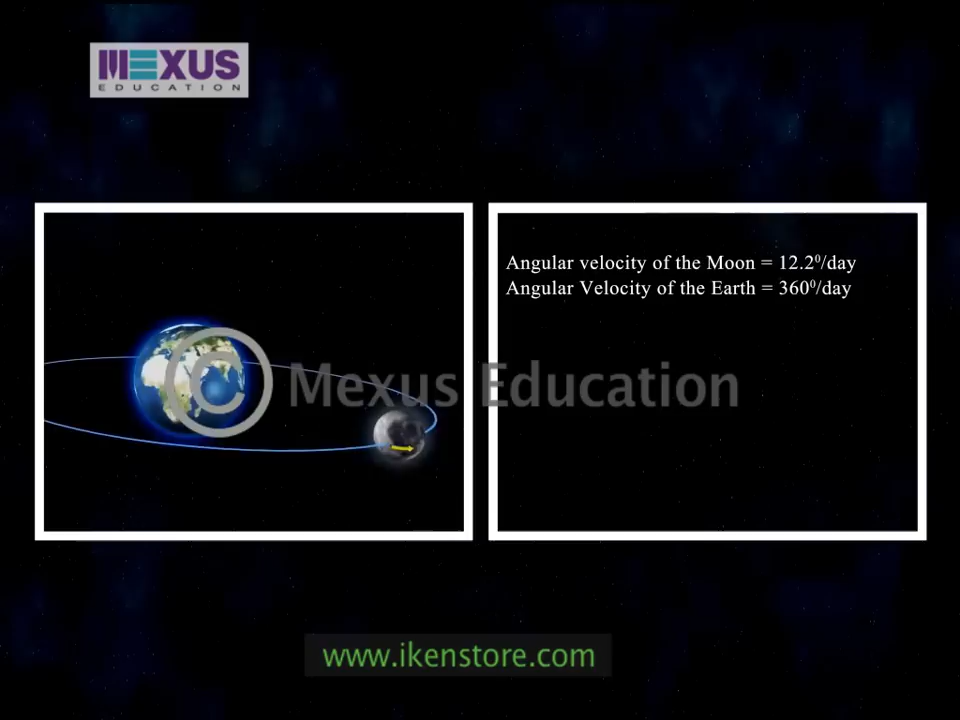 MEXUS
EDUCATION
Angular velocity of the Moon = 12.2⁰/day
Angular Velocity of the Earth = 360⁰/day
© Mexus Education
www.ikenstore.com